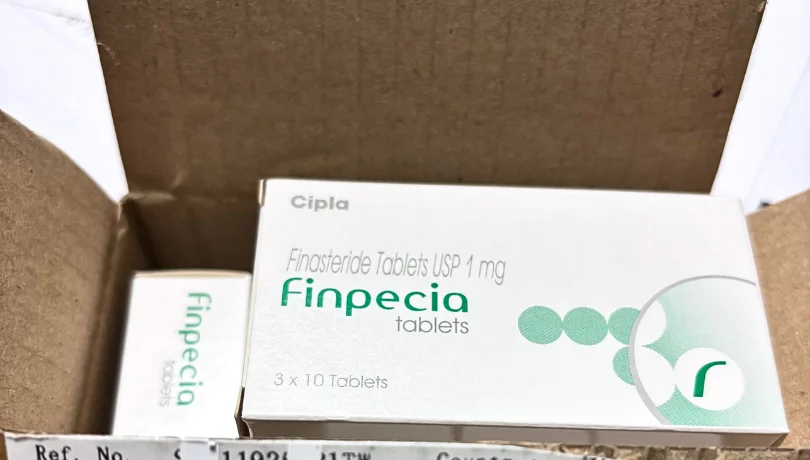 Cipla
Finasteride Tablets USP 1 mg
Finpecia
tablets
3 x 10 Tablets
Finpecia
tablets
Ref. No.